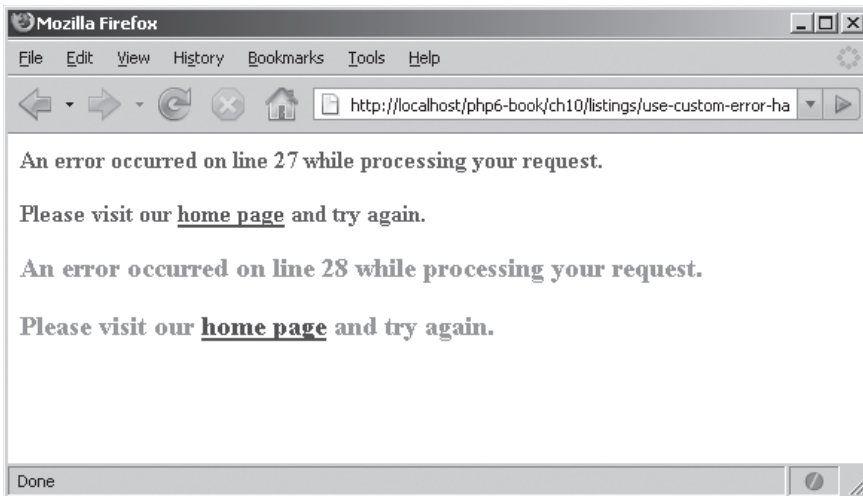 Mozilla Firefox
File Edit View History Bookmarks Tools Help
http://localhost/php6-book/ch10/listings/use-custom-error-ha
An error occurred on line 27 while processing your request.
Please visit our home page and try again.
An error occurred on line 28 while processing your request.
Please visit our home page and try again.
Done